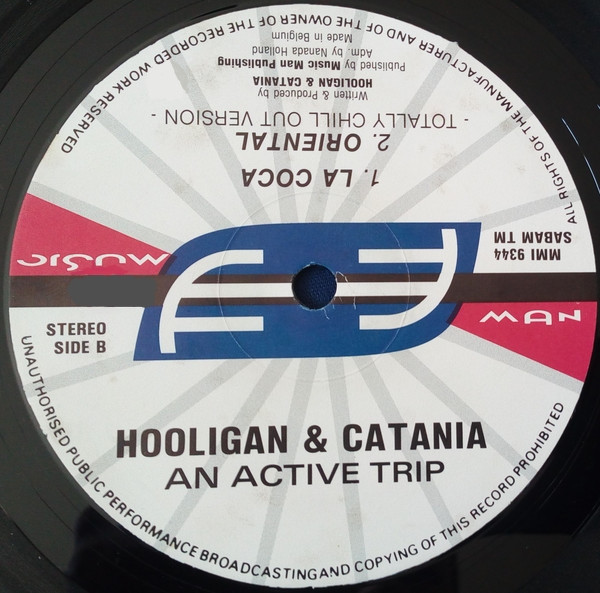 HOOLIGAN & CATANIA
AN ACTIVE TRIP
STEREO
SIDE B
MUSIC
MAN
MMI 9344
SABAM TM
1. LA COCA
2. ORIENTAL
- TOTALLY CHILL OUT VERSION -
Written & Produced by
HOOLIGAN & CATANIA
Published by Music Man Publishing
Adm. by Nanada Holland
Made in Belgium
ALL RIGHTS OF THE MANUFACTURER AND OF THE OWNER OF THE RECORDED WORK RESERVED
UNAUTHORISED PUBLIC PERFORMANCE BROADCASTING AND COPYING OF THIS RECORD PROHIBITED